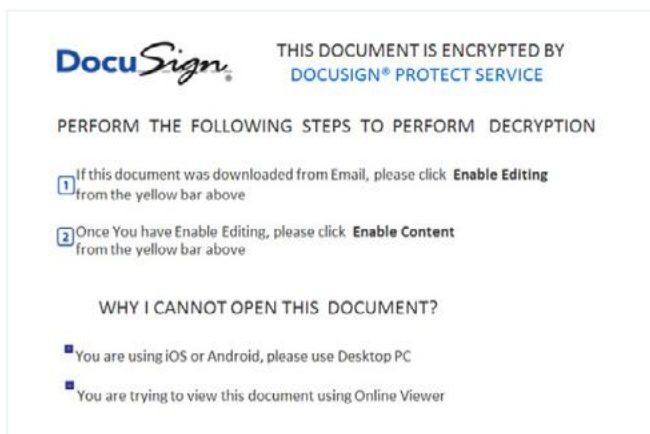 DocuSign®
THIS DOCUMENT IS ENCRYPTED BY
DOCUSIGN® PROTECT SERVICE
PERFORM THE FOLLOWING STEPS TO PERFORM DECRYPTION
1 If this document was downloaded from Email, please click Enable Editing
from the yellow bar above
2 Once You have Enable Editing, please click Enable Content
from the yellow bar above
WHY I CANNOT OPEN THIS DOCUMENT?
You are using iOS or Android, please use Desktop PC
You are trying to view this document using Online Viewer